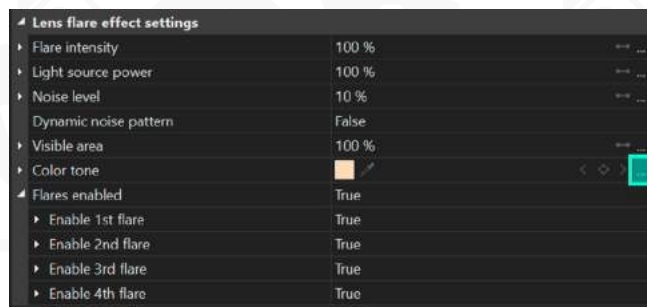 Lens flare effect settings
Flare intensity 100 % ...
Light source power 100 % ...
Noise level 10 % ...
Dynamic noise pattern False
Visible area 100 % ...
Color tone ...
Flares enabled True
Enable 1st flare True
Enable 2nd flare True
Enable 3rd flare True
Enable 4th flare True